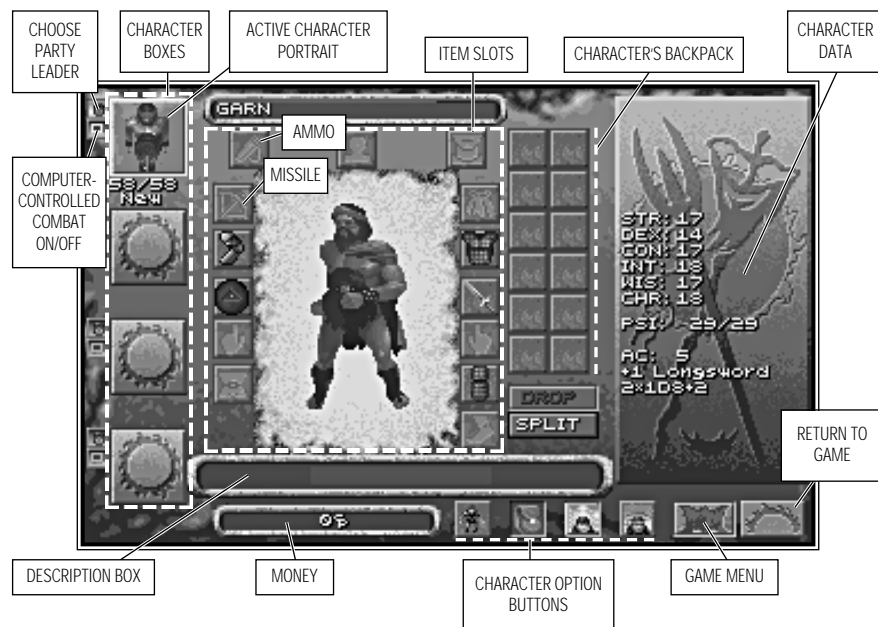 CHOOSE
PARTY
LEADER
CHARACTER
BOXES
ACTIVE CHARACTER
PORTRAIT
ITEM SLOTS
CHARACTER'S BACKPACK
CHARACTER
DATA
GARN
AMMO
MISSILE
COMPUTER-
CONTROLLED
COMBAT
ON/OFF
58/58
New
STR: 17
DEX: 14
CON: 17
INT: 18
WIS: 17
CHR: 18
PSI: 29/29
AC: 5
+1 Longsword
2x1D8+2
DROP
SPLIT
RETURN TO
GAME
DESCRIPTION BOX
MONEY
CHARACTER OPTION
BUTTONS
GAME MENU